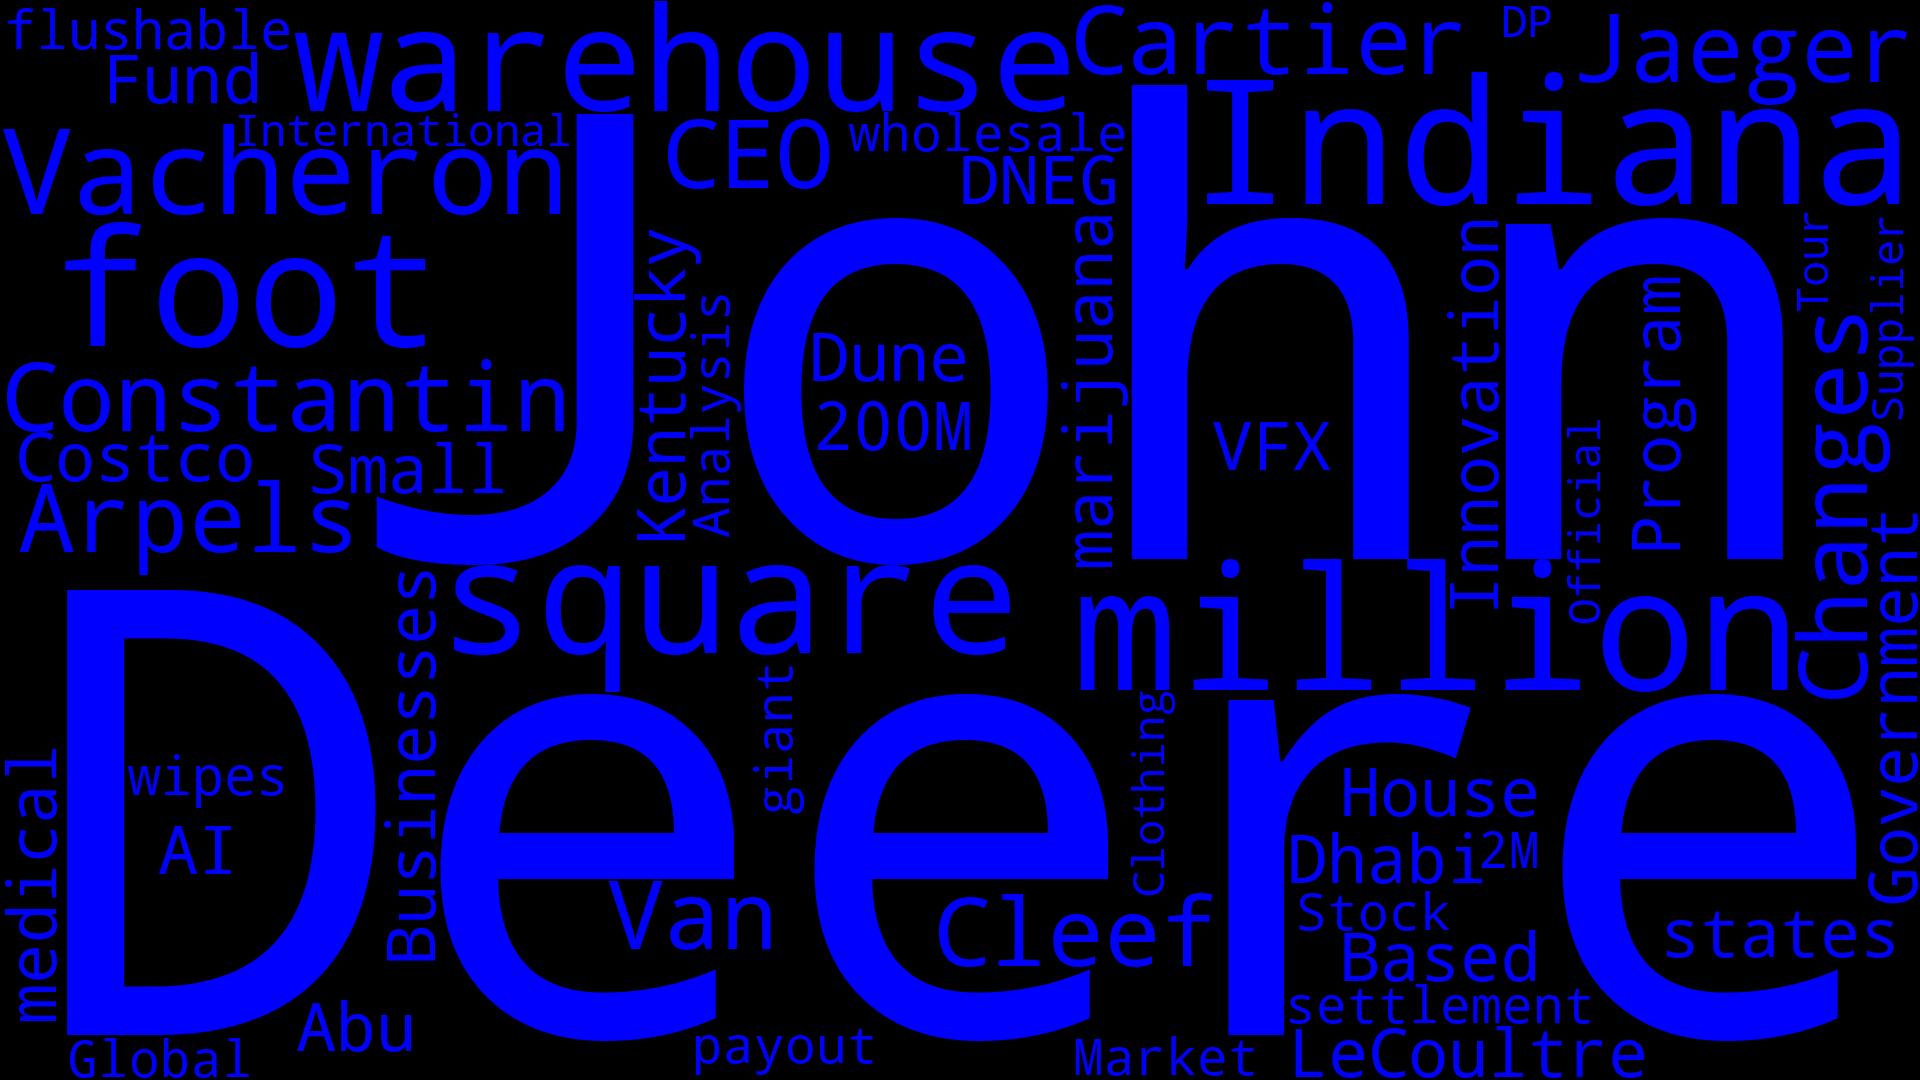 flushable
warehouse
Cartier
DP
Jaeger
Fund
Indiana
International
Vacheron
CEO
wholesale
DNEG
John
foot
Kentucky
Analysis
Dune
200M
marijuana
VFX
Innovation
Official
Program
Tour
Changes
Supplier
Constantin
Costco
Small
Arpels
square
million
Government
Deere
Businesses
giant
Clothing
medical
wipes
AI
House
Dhabi
2M
Van
Cleef
Stock
Based
states
settlement
Abu
Global
payout
Market
LeCoultre